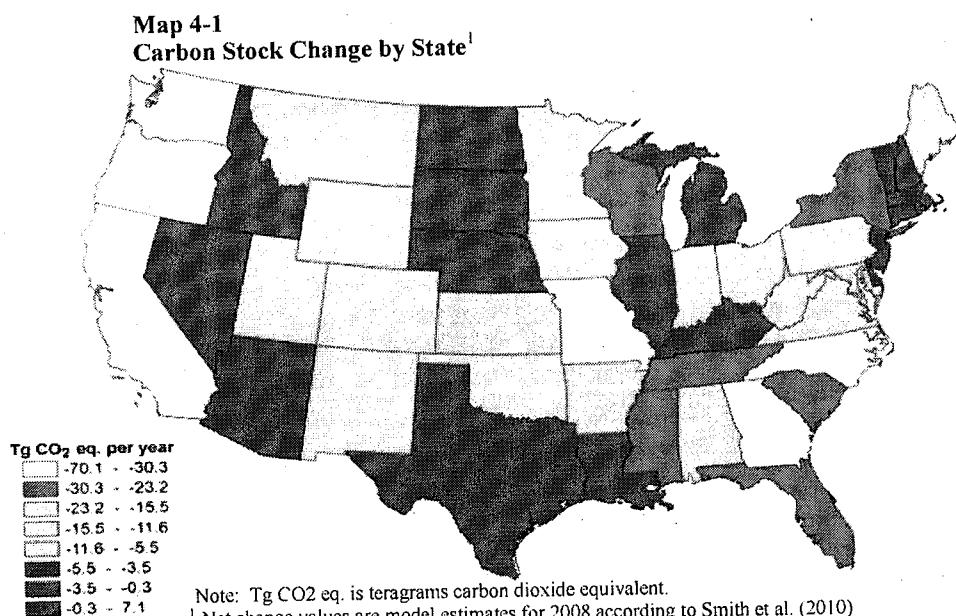 Map 4-1
Carbon Stock Change by State1
Tg CO2 eq. per year
-70.1 - -30.3
-30.3 - -23.2
-23.2 - -15.5
-15.5 - -11.6
-11.6 - -5.5
-5.5 - -3.5
-3.5 - -0.3
-0.3 - 7.1
Note: Tg CO2 eq. is teragrams carbon dioxide equivalent.
1 Net change values are model estimates for 2008 according to Smith et al. (2010)